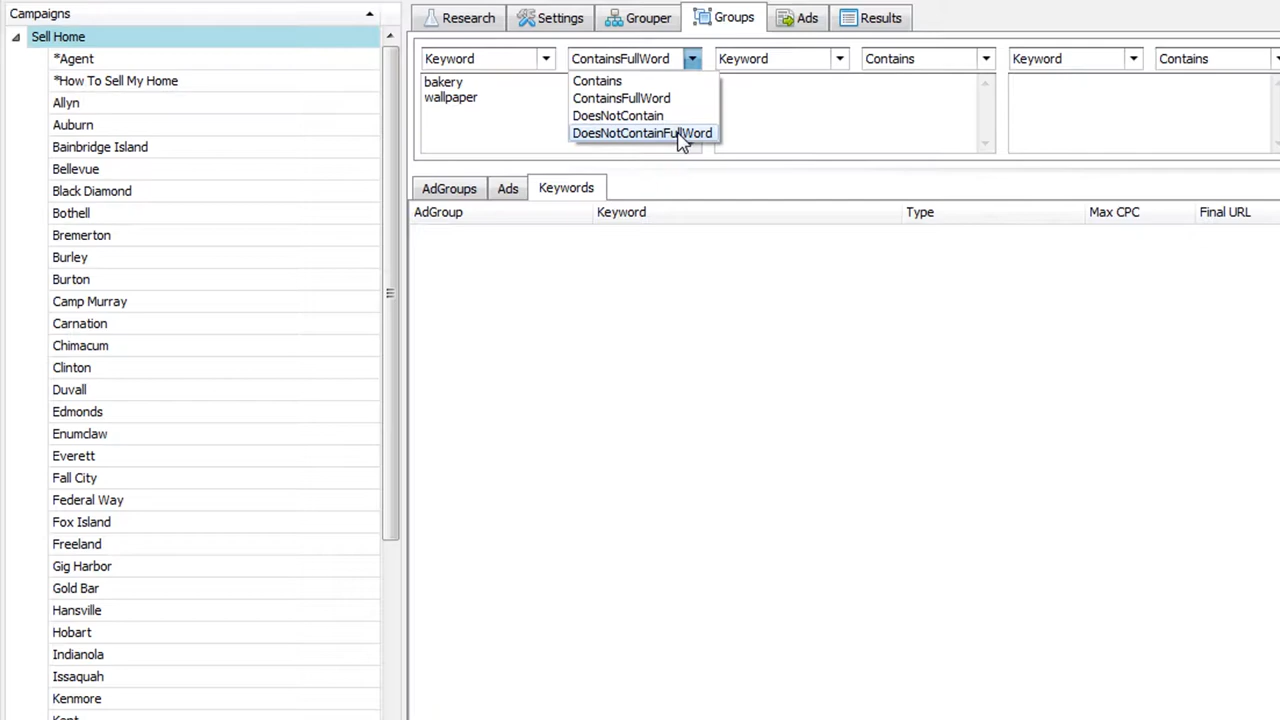 Campaigns
Research Settings Grouper Groups Ads Results
Sell Home
*Agent
*How To Sell My Home
Allyn
Auburn
Bainbridge Island
Bellevue
Black Diamond
Bothell
Bremerton
Burley
Burton
Camp Murray
Carnation
Chimacum
Clinton
Duvall
Edmonds
Enumclaw
Everett
Fall City
Federal Way
Fox Island
Freeland
Gig Harbor
Gold Bar
Hansville
Hobart
Indianola
Issaquah
Kenmore
Kent
Keyword ContainsFullWord Keyword Contains Keyword Contains
bakery
wallpaper
Contains
ContainsFullWord
DoesNotContain
DoesNotContainFullWord
AdGroups Ads Keywords
AdGroup Keyword Type Max CPC Final URL